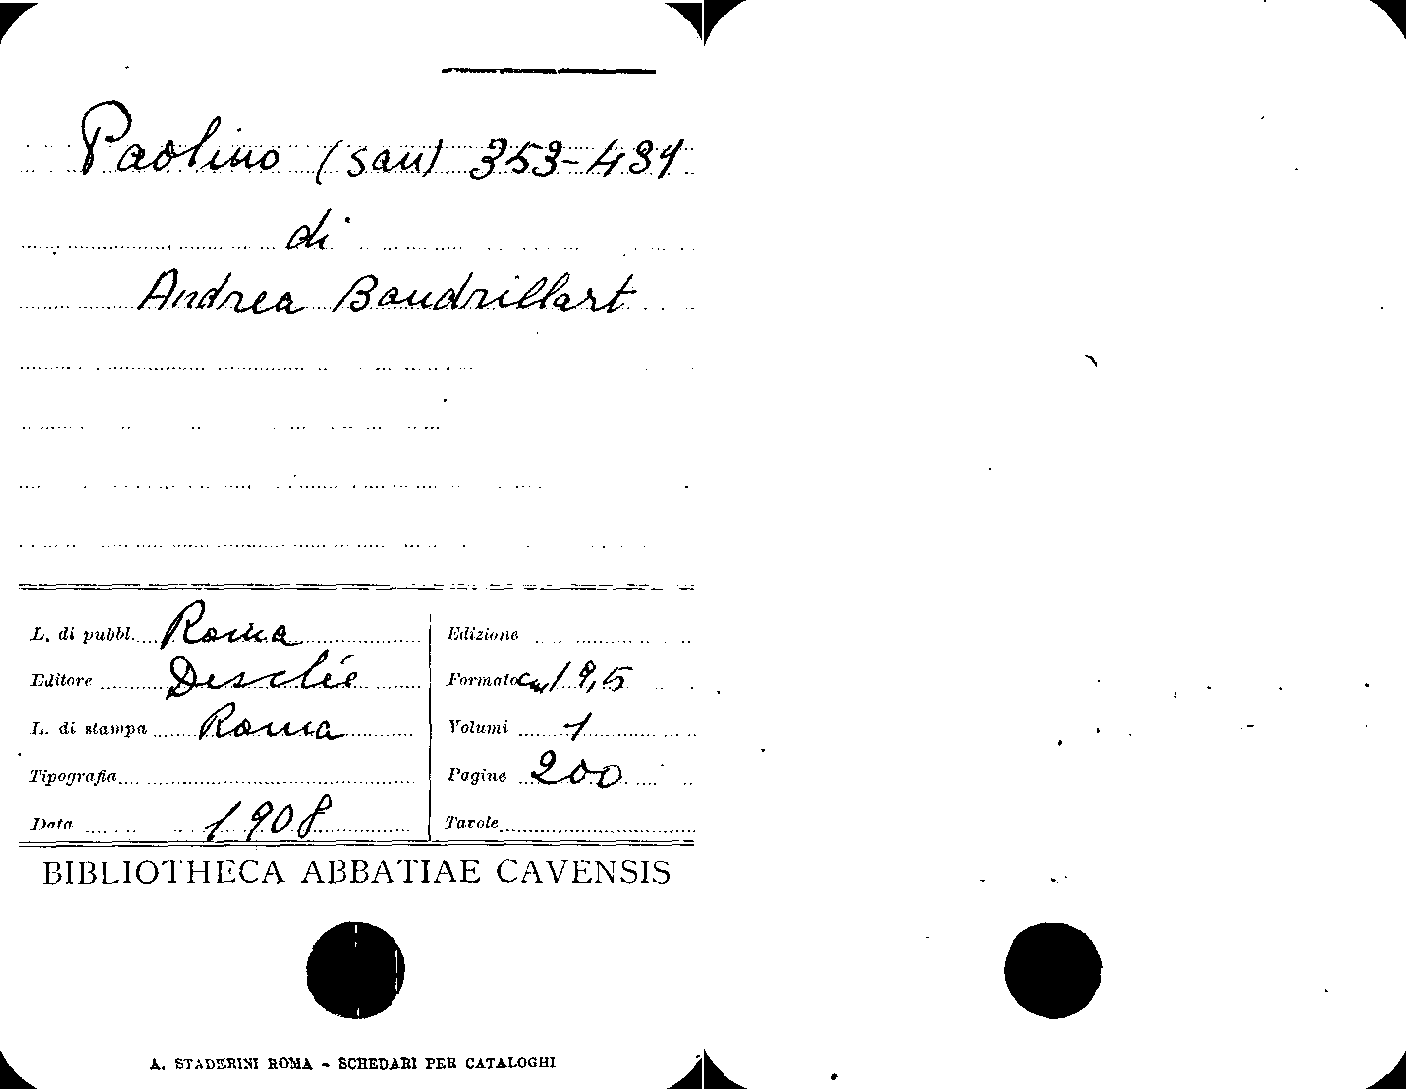 Paolino (san) 353-431
di
Andrea Baudrillart
L. di pubbl. Roma
Editore Desclée
L. di stampa Roma
Tipografia
Data 1908
Edizione
Formato cm 19,5
Volumi 1
Pagine 200
Tavole
BIBLIOTHECA ABBATIAE CAVENSIS
A. STADERINI ROMA - SCHEDARI PER CATALOGHI